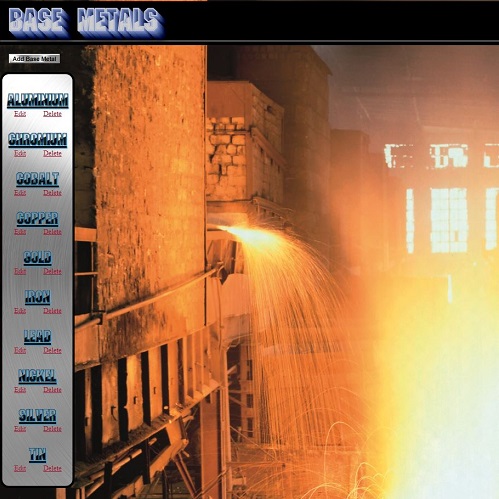 BASE METALS
Add Base Metal
ALUMINIUM
Edit Delete
CHROMIUM
Edit Delete
COBALT
Edit Delete
COPPER
Edit Delete
GOLD
Edit Delete
IRON
Edit Delete
LEAD
Edit Delete
NICKEL
Edit Delete
SILVER
Edit Delete
TIN
Edit Delete